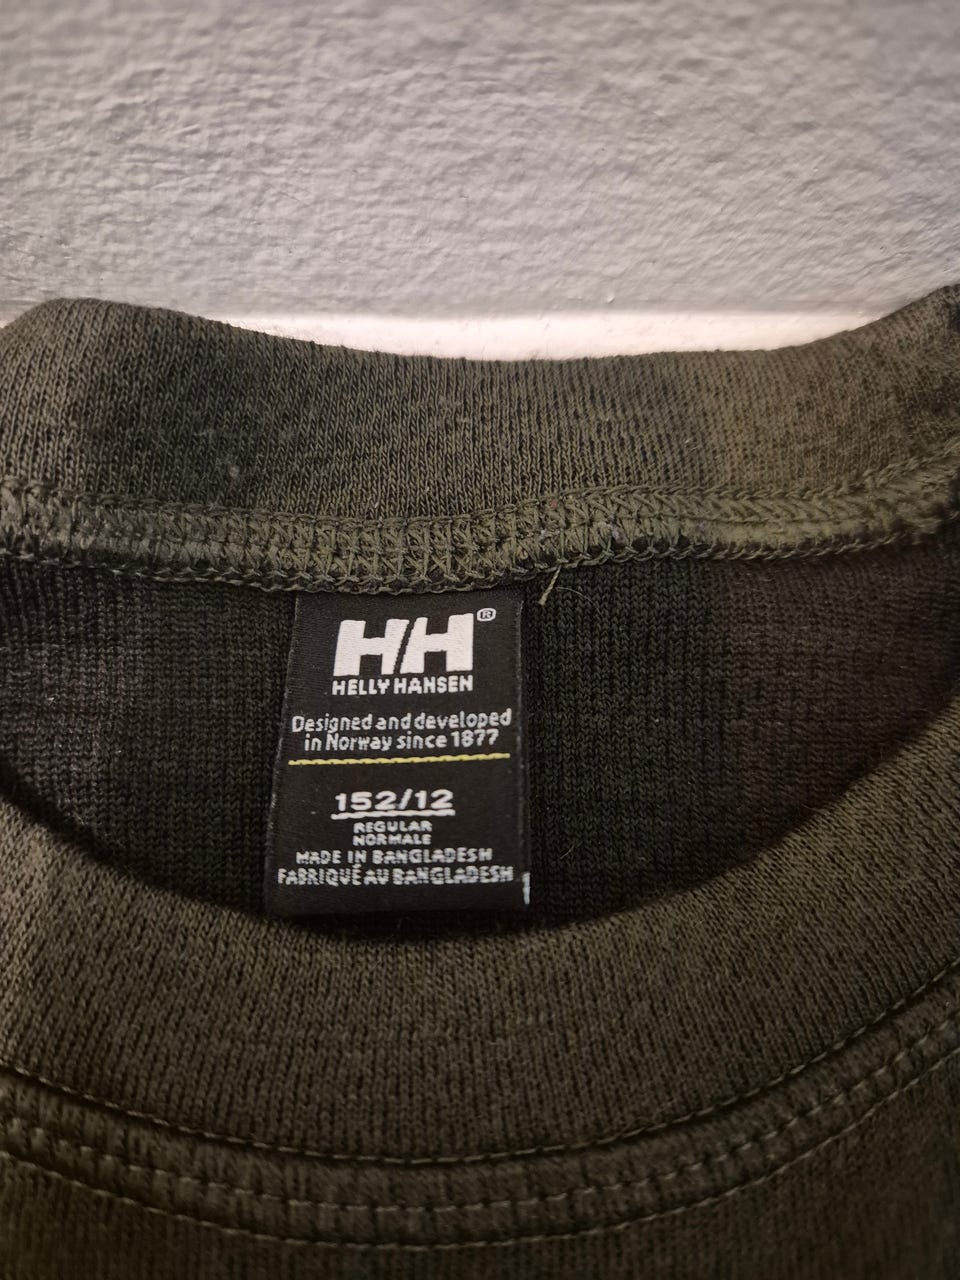 HH®
HELLY HANSEN
Designed and developed
in Norway since 1877
152/12
REGULAR
NORMALE
MADE IN BANGLADESH
FABRIQUÉ AU BANGLADESH